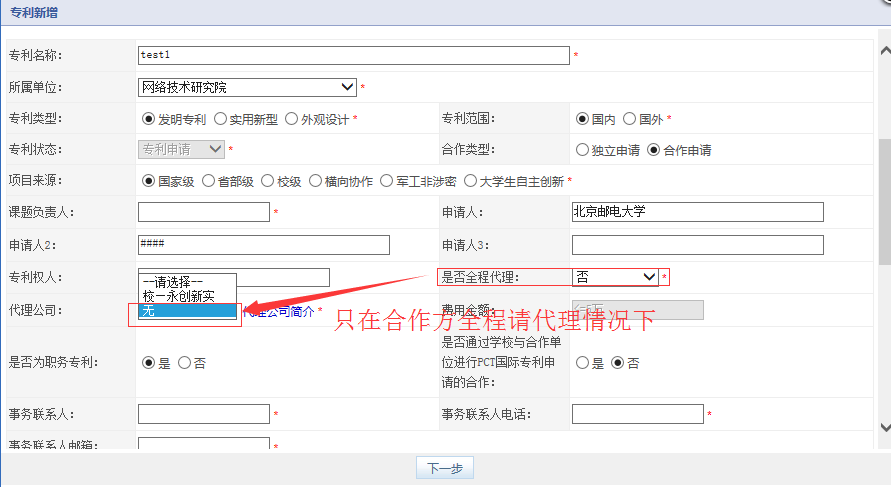 专利新增
专利名称： test1 *
所属单位： 网络技术研究院 *
专利类型： 发明专利 实用新型 外观设计 * 专利范围： 国内 国外 *
专利状态： 专利申请 * 合作类型： 独立申请 合作申请
项目来源： 国家级 省部级 校级 横向协作 军工非涉密 大学生自主创新 *
课题负责人： * 申请人： 北京邮电大学
申请人2： #### 申请人3：
专利权人： 是否全程代理： 否 *
--请选择--
校－永创新实
代理公司： 无 代理公司简介 * 费用金额：
只在合作方全程请代理情况下
是否为职务专利： 是 否
是否通过学校与合作单
位进行PCT国际专利申
请的合作： 是 否
事务联系人： * 事务联系人电话： *
事务联系人邮箱： *
下一步